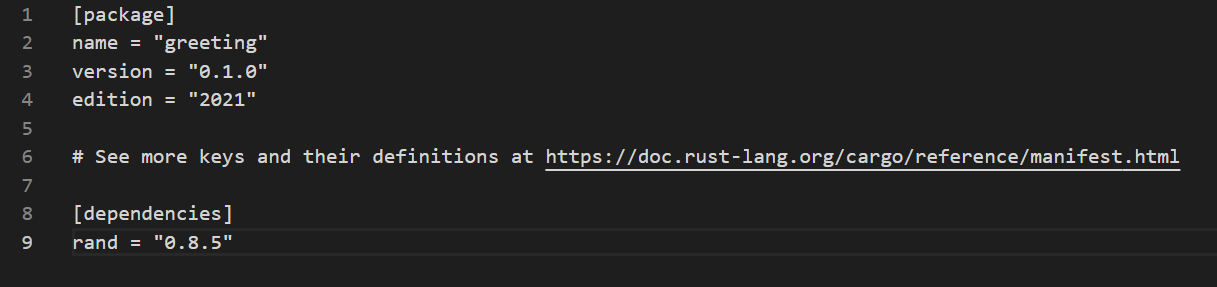 1 [package]
2 name = "greeting"
3 version = "0.1.0"
4 edition = "2021"
5
6 # See more keys and their definitions at https://doc.rust-lang.org/cargo/reference/manifest.html
7
8 [dependencies]
9 rand = "0.8.5"